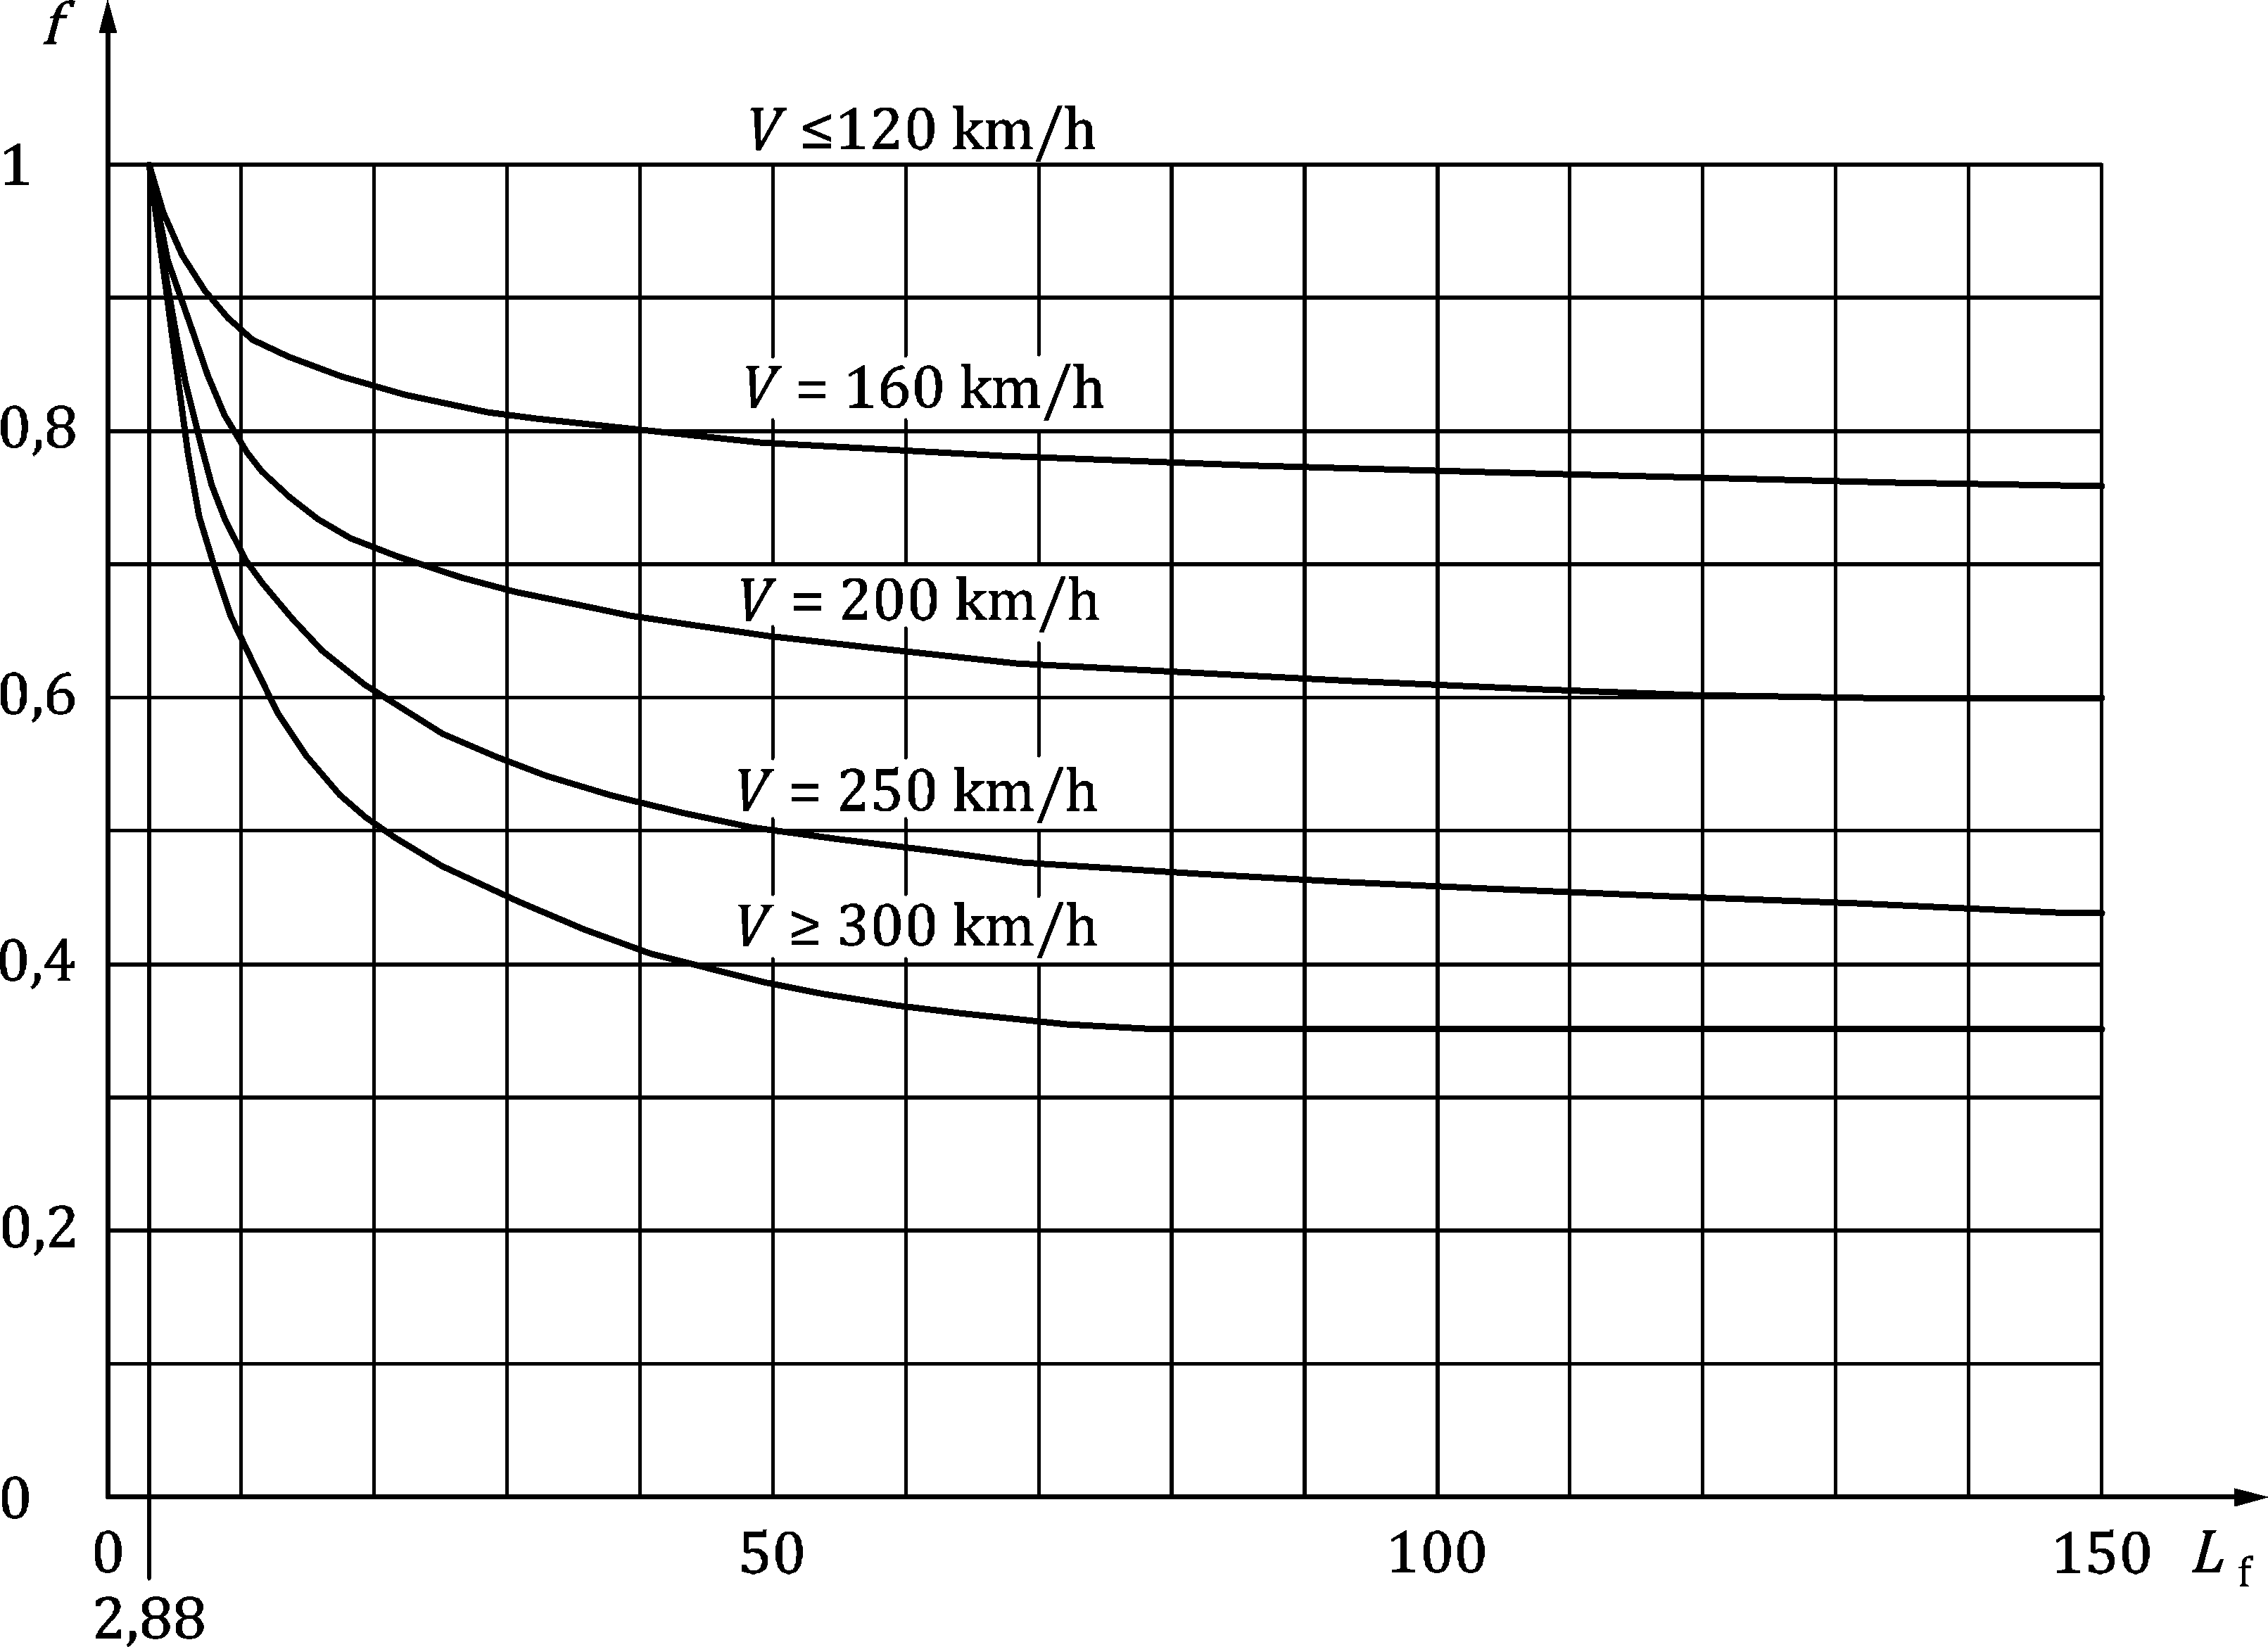 f
V ≤120 km/h
1
V = 160 km/h
0,8
V = 200 km/h
0,6
V = 250 km/h
V ≥ 300 km/h
0,4
0,2
0
0 50 100 150 L f
2,88